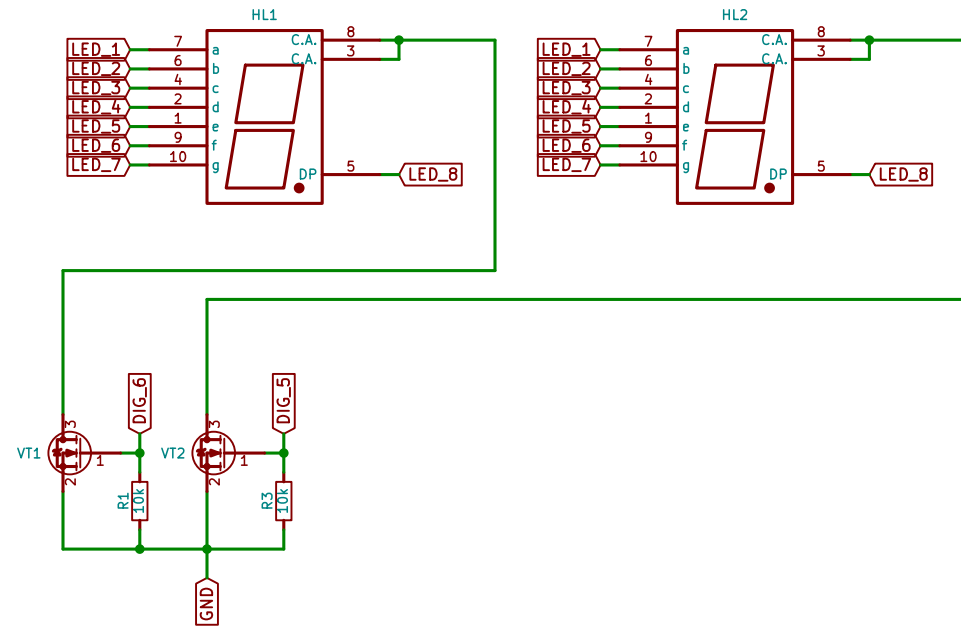 HL1
LED_1 7 a
LED_2 6 b
LED_3 4 c
LED_4 2 d
LED_5 1 e
LED_6 9 f
LED_7 10 g
C.A. 8
C.A. 3
DP 5 LED_8
HL2
LED_1 7 a
LED_2 6 b
LED_3 4 c
LED_4 2 d
LED_5 1 e
LED_6 9 f
LED_7 10 g
C.A. 8
C.A. 3
DP 5 LED_8
DIG_6
VT1
3
1
2
R1
10k
DIG_5
VT2
3
1
2
R3
10k
GND